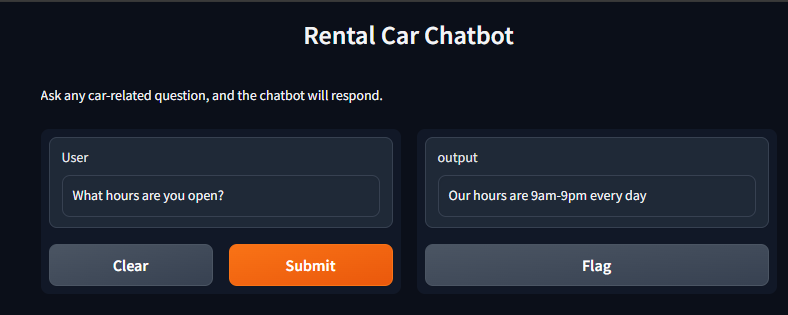 Rental Car Chatbot
Ask any car-related question, and the chatbot will respond.
User
What hours are you open?
Clear
Submit
output
Our hours are 9am-9pm every day
Flag